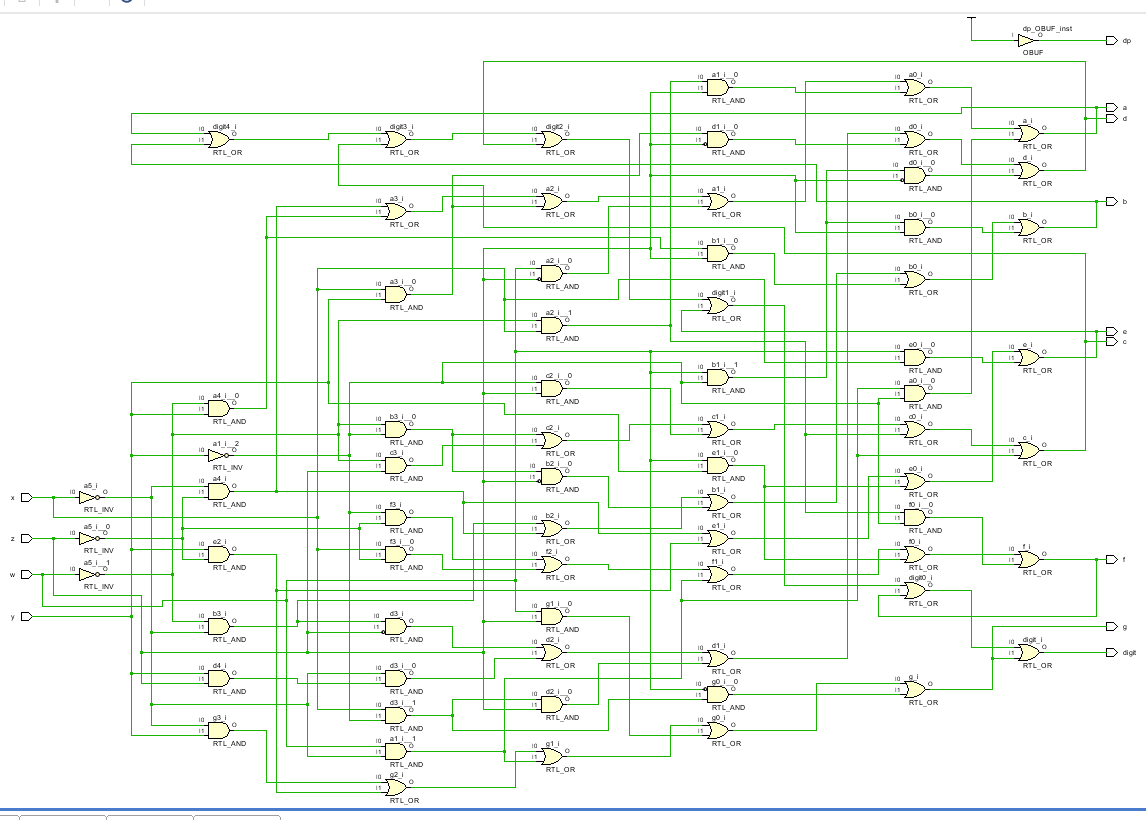 dp_OBUF_inst
I O dp
OBUF
a1_i__0
I0 O
I1
RTL_AND
a0_i
I0 O
I1
RTL_OR
a
d
digit4_i
I0 O
I1
RTL_OR
digit3_i
I0 O
I1
RTL_OR
digit2_i
I0 O
I1
RTL_OR
d1_i__0
I0 O
I1
RTL_AND
d0_i
I0 O
I1
RTL_OR
a_i
I0 O
I1
RTL_OR
d0_i__0
I0 O
I1
RTL_AND
d_i
I0 O
I1
RTL_OR
a3_i
I0 O
I1
RTL_OR
a2_i
I0 O
I1
RTL_OR
a1_i
I0 O
I1
RTL_OR
b
b0_i__0
I0 O
I1
RTL_AND
b_i
I0 O
I1
RTL_OR
b1_i__0
I0 O
I1
RTL_AND
a2_i__0
I0 O
I1
RTL_AND
b0_i
I0 O
I1
RTL_OR
a3_i__0
I0 O
I1
RTL_AND
digit1_i
I0 O
I1
RTL_OR
a2_i__1
I0 O
I1
RTL_AND
e
c
e0_i__0
I0 O
I1
RTL_AND
e_i
I0 O
I1
RTL_OR
c2_i__0
I0 O
I1
RTL_AND
b1_i__1
I0 O
I1
RTL_AND
a0_i__0
I0 O
I1
RTL_AND
a4_i__0
I0 O
I1
RTL_AND
b3_i__0
I0 O
I1
RTL_AND
c2_i
I0 O
I1
RTL_OR
c1_i
I0 O
I1
RTL_OR
c0_i
I0 O
I1
RTL_OR
c_i
I0 O
I1
RTL_OR
a1_i__2
I0 O
RTL_INV
c3_i
I0 O
I1
RTL_AND
b2_i__0
I0 O
I1
RTL_AND
e1_i__0
I0 O
I1
RTL_AND
e0_i
I0 O
I1
RTL_OR
x
a5_i
I0 O
RTL_INV
a4_i
I0 O
I1
RTL_AND
b1_i
I0 O
I1
RTL_OR
f3_i
I0 O
I1
RTL_AND
f0_i__0
I0 O
I1
RTL_AND
z
a5_i__0
I0 O
RTL_INV
b2_i
I0 O
I1
RTL_OR
e1_i
I0 O
I1
RTL_OR
e2_i
I0 O
I1
RTL_AND
f3_i__0
I0 O
I1
RTL_AND
f2_i
I0 O
I1
RTL_OR
f0_i
I0 O
I1
RTL_OR
f_i
I0 O
I1
RTL_OR
f
w
a5_i__1
I0 O
RTL_INV
f1_i
I0 O
I1
RTL_OR
digit0_i
I0 O
I1
RTL_OR
y
b3_i
I0 O
I1
RTL_AND
d3_i
I0 O
I1
RTL_AND
g1_i__0
I0 O
I1
RTL_AND
g
d2_i
I0 O
I1
RTL_OR
d1_i
I0 O
I1
RTL_OR
digit_i
I0 O
I1
RTL_OR
digit
d4_i
I0 O
I1
RTL_AND
d3_i__0
I0 O
I1
RTL_AND
d2_i__0
I0 O
I1
RTL_AND
g0_i__0
I0 O
I1
RTL_AND
g_i
I0 O
I1
RTL_OR
d3_i__1
I0 O
I1
RTL_AND
g3_i
I0 O
I1
RTL_AND
g0_i
I0 O
I1
RTL_OR
a1_i__1
I0 O
I1
RTL_AND
g1_i
I0 O
I1
RTL_OR
g2_i
I0 O
I1
RTL_OR